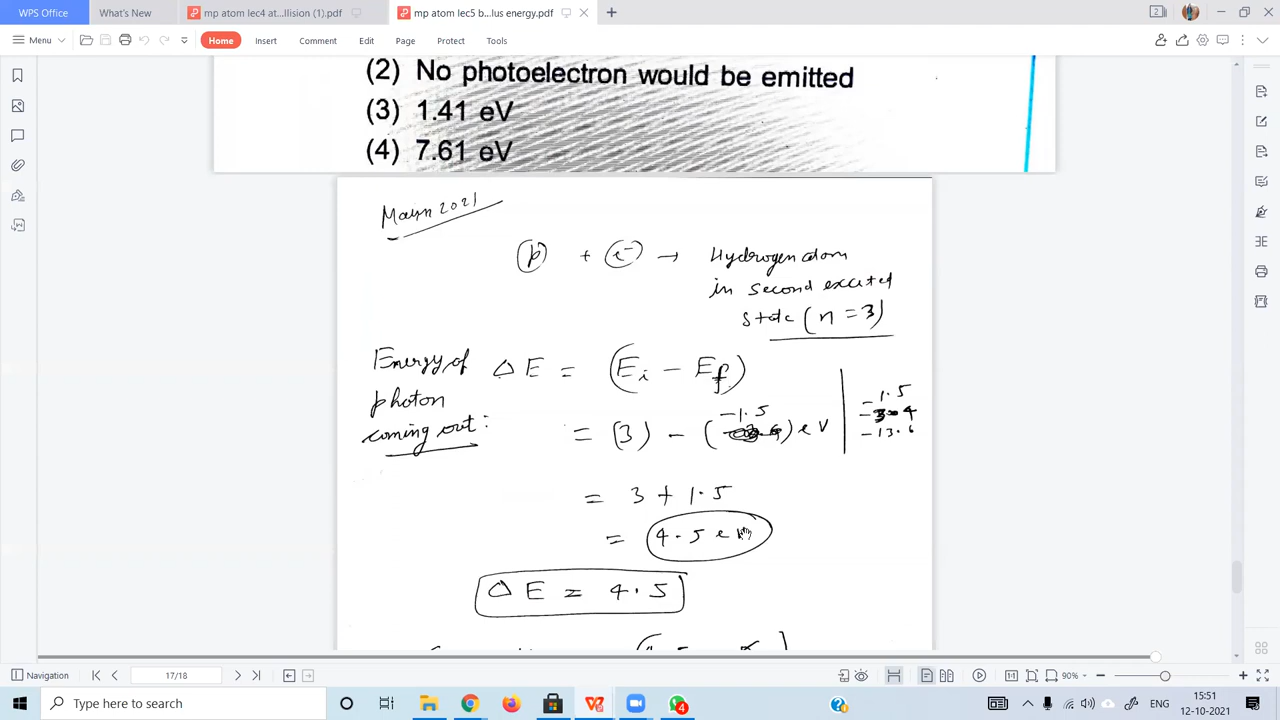 WPS Office
What's New
mp atom lec4 at...llision (1).pdf
mp atom lec5 b...lus energy.pdf
Menu
Home
Insert
Comment
Edit
Page
Protect
Tools
(2) No photoelectron would be emitted
(3) 1.41 eV
(4) 7.61 eV
2021
p + e⁻ → Hydrogen atom
in second excited
state (n = 3)
Energy of
photon
coming out:
Δ E = (Ei − Ef)
= (3) − (−1.5) eV
−1.5
−3.4
−13.6
= 3 + 1.5
= 4.5 e
Δ E = 4.5
Navigation
17/18
90%
Type here to search
4
ENG
15:51
12-10-2021